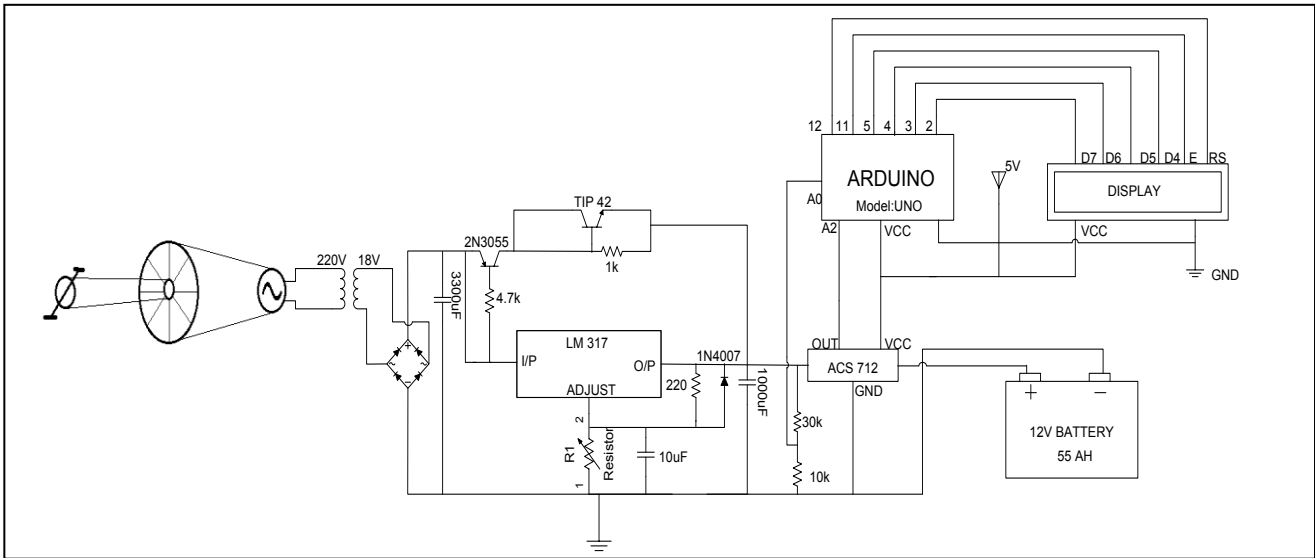 12 11 5 4 3 2
D7 D6 D5 D4 E RS
5V
ARDUINO
Model:UNO
A0
A2
VCC
DISPLAY
VCC
GND
TIP 42
2N3055
1k
220V 18V
3300uF
4.7k
LM 317
I/P
O/P
ADJUST
1N4007
220
1000uF
OUT VCC
ACS 712
GND
+ -
12V BATTERY
55 AH
2
R1
Resistor
1
10uF
30k
10k